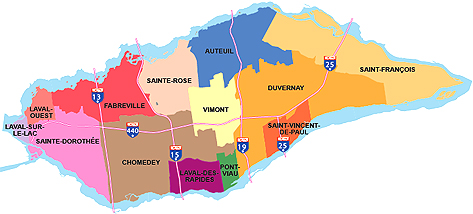 AUTEUIL
SAINT-FRANÇOIS
25
SAINTE-ROSE
DUVERNAY
13
FABREVILLE
LAVAL-
OUEST
VIMONT
LAVAL-SUR-
LE-LAC
440
SAINT-VINCENT-
DE-PAUL
SAINTE-DOROTHÉE
CHOMEDEY
15
19
25
PONT-
VIAU
LAVAL-DES-
RAPIDES